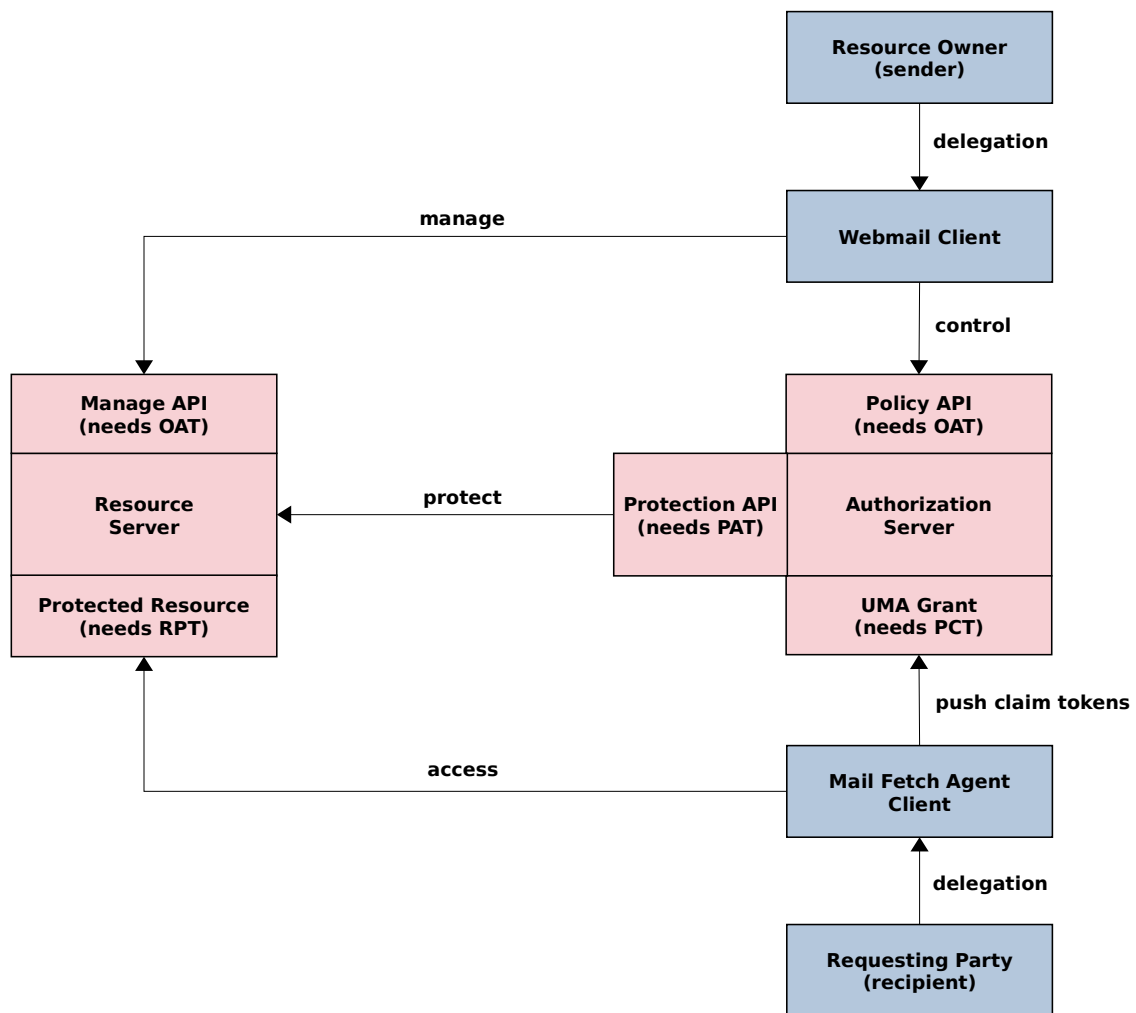 Resource Owner
(sender)
delegation
manage
Webmail Client
control
Manage API
(needs OAT)
Policy API
(needs OAT)
Resource
Server
protect
Protection API
(needs PAT)
Authorization
Server
Protected Resource
(needs RPT)
UMA Grant
(needs PCT)
push claim tokens
access
Mail Fetch Agent
Client
delegation
Requesting Party
(recipient)